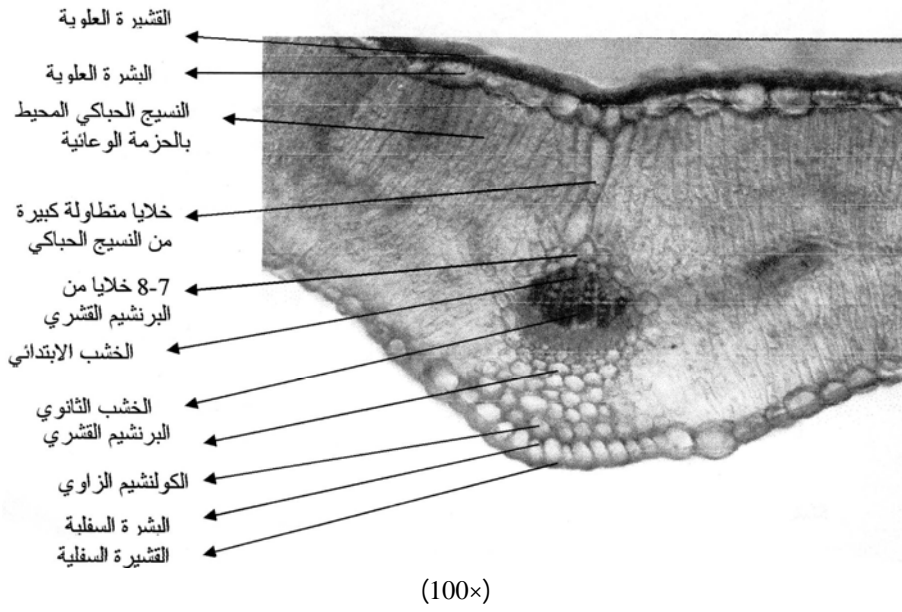 القشيرة العلوية
البشرة العلوية
النسيج الحباكي المحيط
بالحزمة الوعائية
خلايا متطاولة كبيرة
من النسيج الحباكي
7-8 خلايا من
البرنشيم القشري
الخشب الابتدائي
الخشب الثانوي
البرنشيم القشري
الكولنشيم الزاوي
البشرة السفلبة
القشيرة السفلية
(100×)